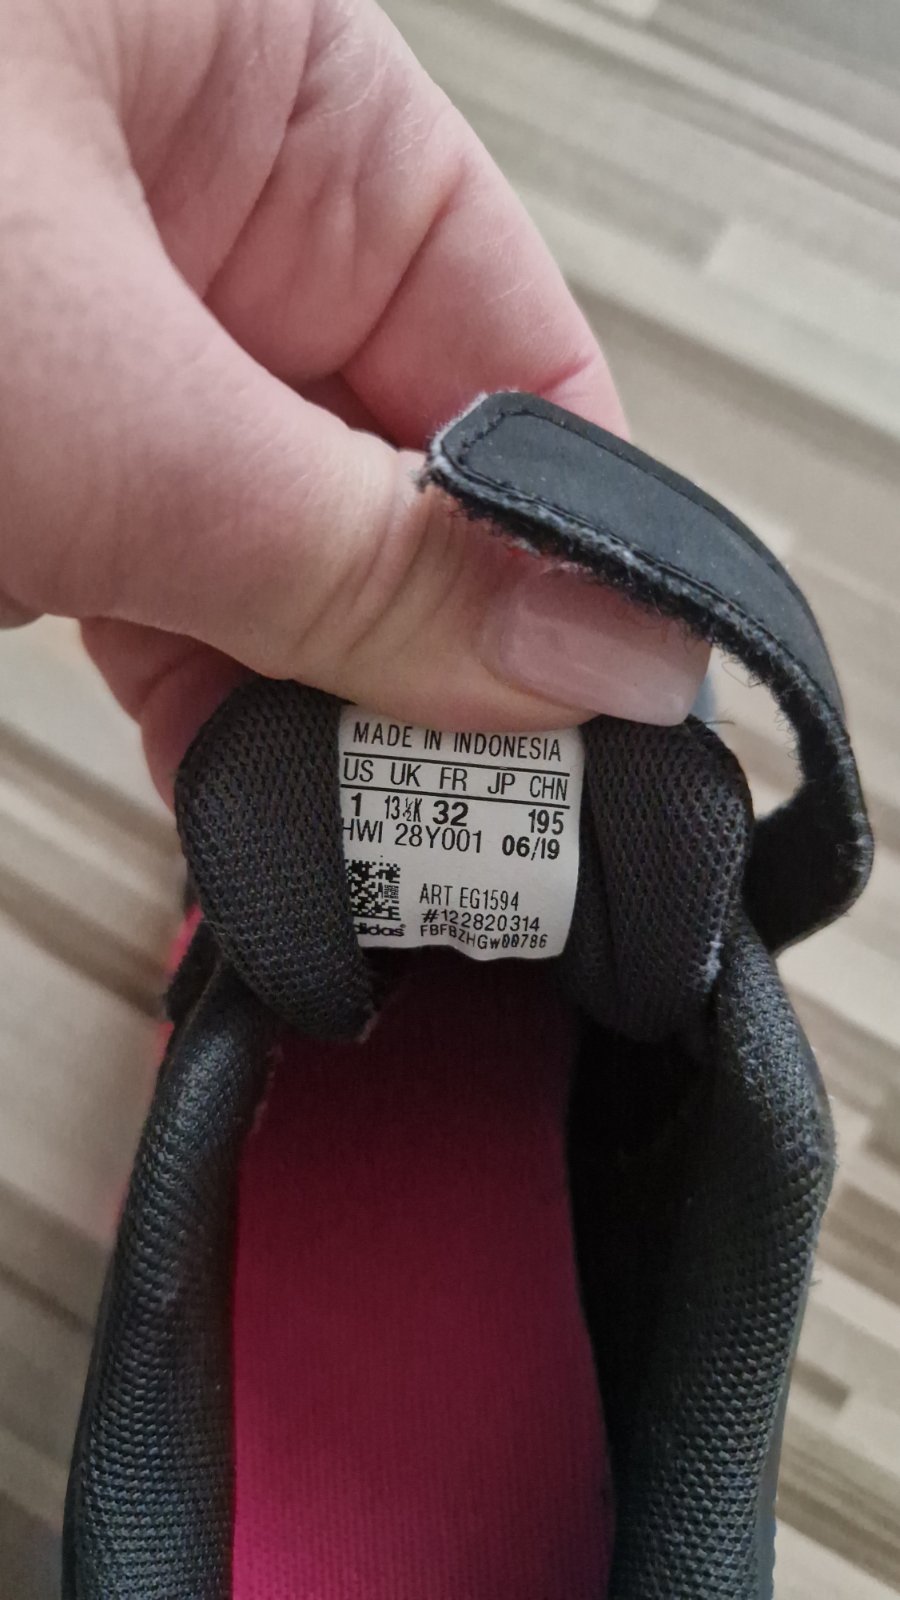 MADE IN INDONESIA
US UK FR JP CHN
1 13½K 32 195
HWI 28Y001 06/19
ART EG1594
#122820314
FBFBZHGW00786
adidas